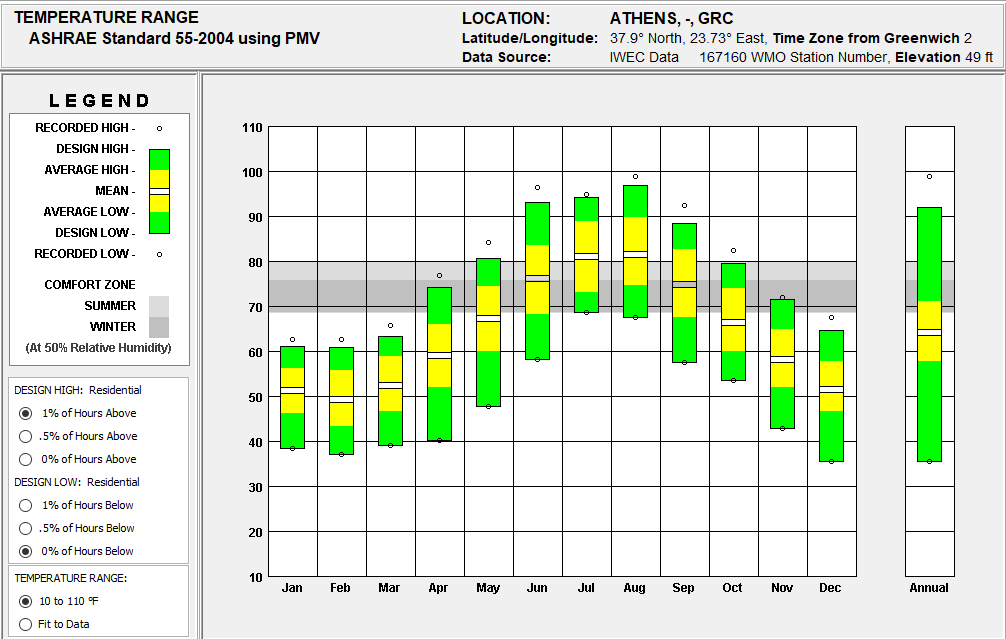 TEMPERATURE RANGE
ASHRAE Standard 55-2004 using PMV
LOCATION: ATHENS, -, GRC
Latitude/Longitude: 37.9° North, 23.73° East, Time Zone from Greenwich 2
Data Source: IWEC Data 167160 WMO Station Number, Elevation 49 ft
LEGEND
RECORDED HIGH -
DESIGN HIGH -
AVERAGE HIGH -
MEAN -
AVERAGE LOW -
DESIGN LOW -
RECORDED LOW -
COMFORT ZONE
SUMMER
WINTER
(At 50% Relative Humidity)
DESIGN HIGH: Residential
1% of Hours Above
.5% of Hours Above
0% of Hours Above
DESIGN LOW: Residential
1% of Hours Below
.5% of Hours Below
0% of Hours Below
TEMPERATURE RANGE:
10 to 110 °F
Fit to Data
110
100
90
80
70
60
50
40
30
20
10
Jan Feb Mar Apr May Jun Jul Aug Sep Oct Nov Dec Annual